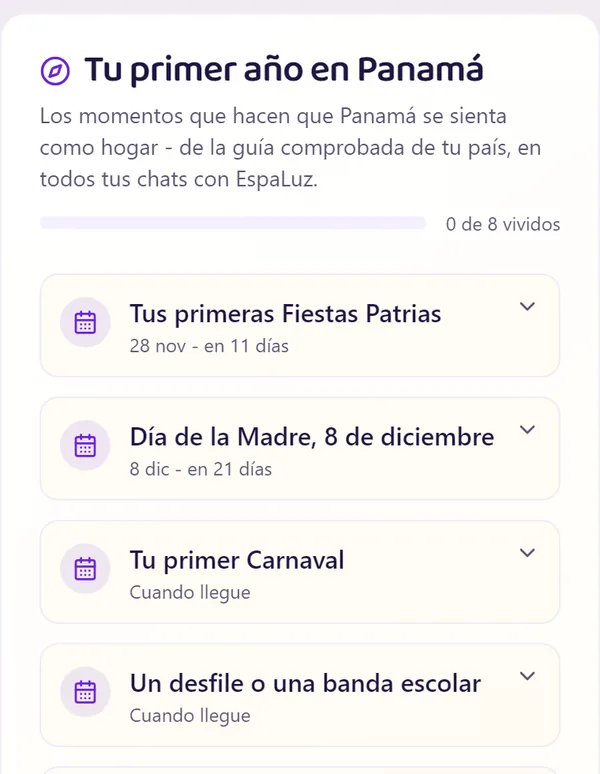 Tu primer año en Panamá
Los momentos que hacen que Panamá se sienta
como hogar - de la guía comprobada de tu país, en
todos tus chats con EspaLuz.
0 de 8 vividos
Tus primeras Fiestas Patrias
28 nov - en 11 días
Día de la Madre, 8 de diciembre
8 dic - en 21 días
Tu primer Carnaval
Cuando llegue
Un desfile o una banda escolar
Cuando llegue